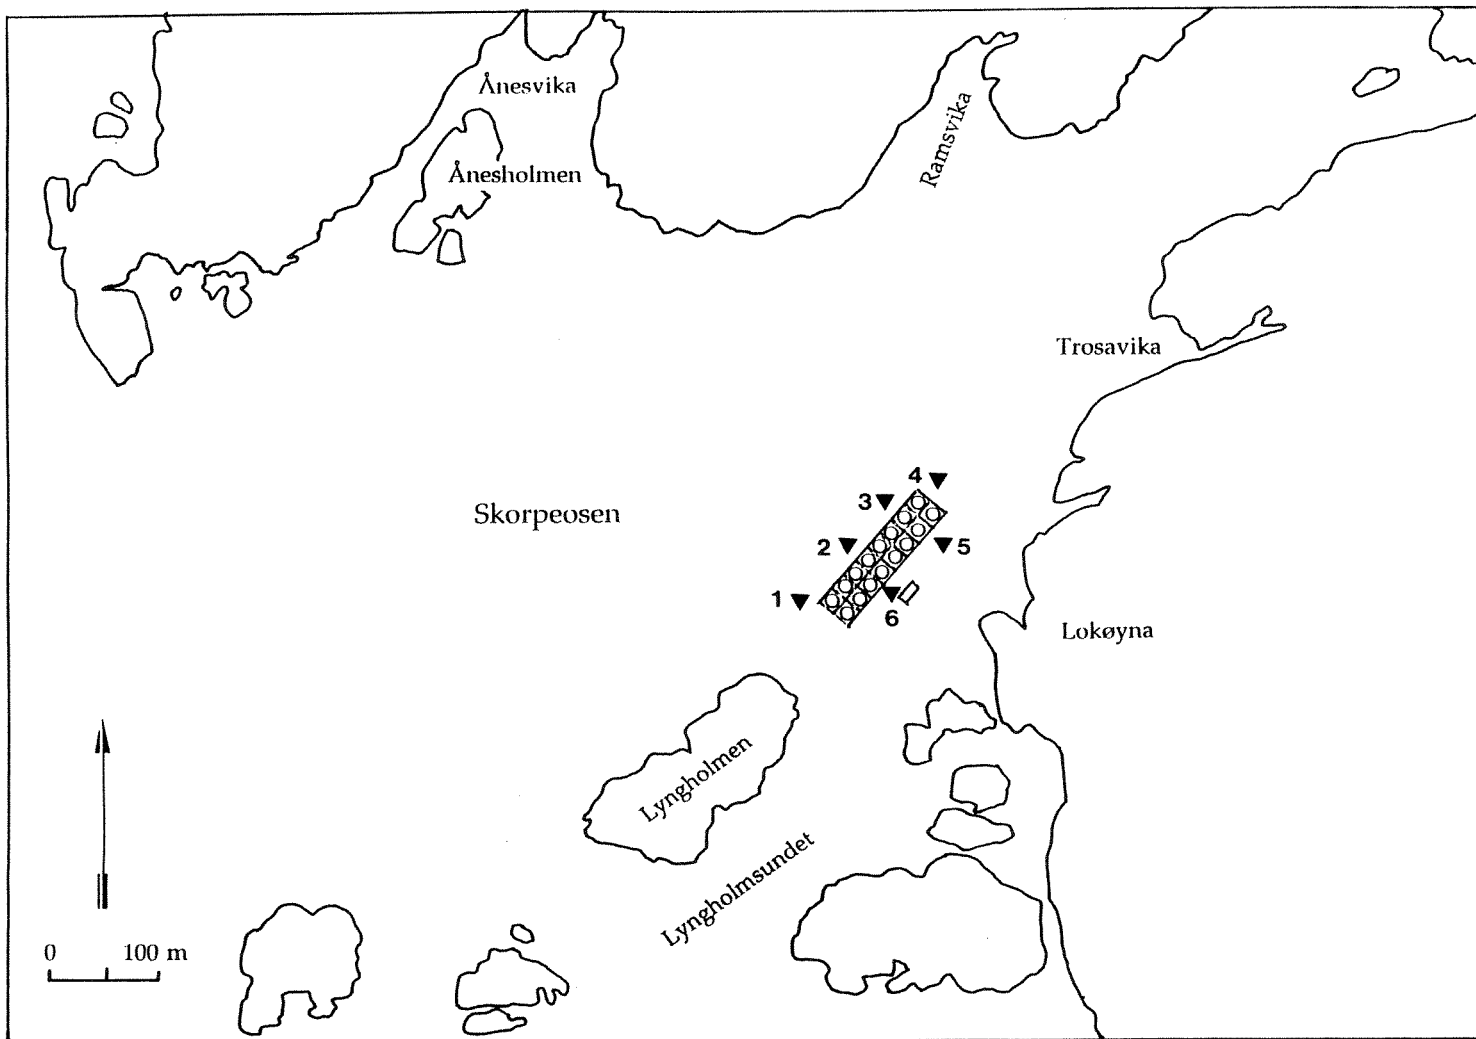 Ånesvika
Ånesholmen
Ramsvika
Trosavika
Skorpeosen
4
3
2
5
1
6
Lokøyna
Lyngholmen
Lyngholmsundet
0 100 m